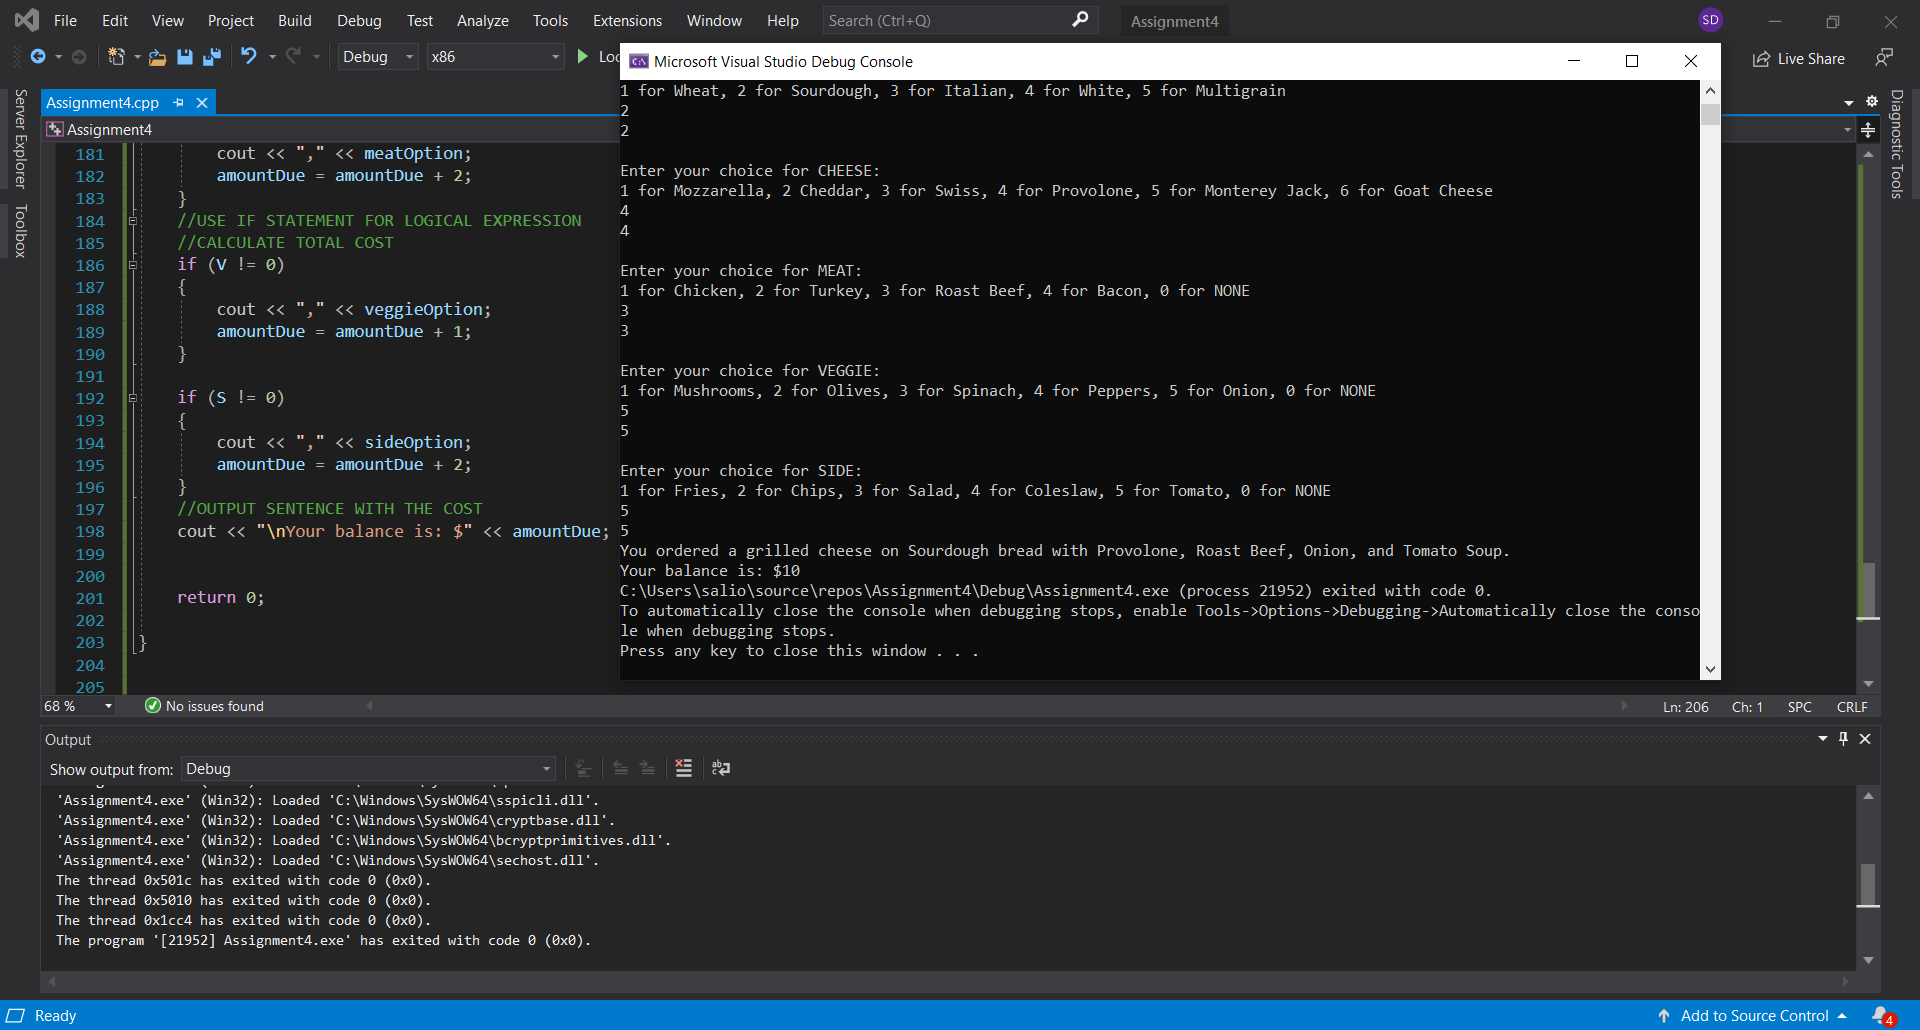 File Edit View Project Build Debug Test Analyze Tools Extensions Window Help Search (Ctrl+Q) Assignment4 SD
Debug x86 Loc Live Share
Microsoft Visual Studio Debug Console
Server Explorer
Toolbox
Diagnostic Tools
Assignment4.cpp
Assignment4
181 cout << "," << meatOption;
182 amountDue = amountDue + 2;
183 }
184 //USE IF STATEMENT FOR LOGICAL EXPRESSION
185 //CALCULATE TOTAL COST
186 if (V != 0)
187 {
188 cout << "," << veggieOption;
189 amountDue = amountDue + 1;
190 }
191
192 if (S != 0)
193 {
194 cout << "," << sideOption;
195 amountDue = amountDue + 2;
196 }
197 //OUTPUT SENTENCE WITH THE COST
198 cout << "\nYour balance is: $" << amountDue;
199
200
201 return 0;
202
203 }
204
205
1 for Wheat, 2 for Sourdough, 3 for Italian, 4 for White, 5 for Multigrain
2
2
Enter your choice for CHEESE:
1 for Mozzarella, 2 Cheddar, 3 for Swiss, 4 for Provolone, 5 for Monterey Jack, 6 for Goat Cheese
4
4
Enter your choice for MEAT:
1 for Chicken, 2 for Turkey, 3 for Roast Beef, 4 for Bacon, 0 for NONE
3
3
Enter your choice for VEGGIE:
1 for Mushrooms, 2 for Olives, 3 for Spinach, 4 for Peppers, 5 for Onion, 0 for NONE
5
5
Enter your choice for SIDE:
1 for Fries, 2 for Chips, 3 for Salad, 4 for Coleslaw, 5 for Tomato, 0 for NONE
5
5
You ordered a grilled cheese on Sourdough bread with Provolone, Roast Beef, Onion, and Tomato Soup.
Your balance is: $10
C:\Users\salio\source\repos\Assignment4\Debug\Assignment4.exe (process 21952) exited with code 0.
To automatically close the console when debugging stops, enable Tools->Options->Debugging->Automatically close the conso
le when debugging stops.
Press any key to close this window . . .
68 % No issues found Ln: 206 Ch: 1 SPC CRLF
Output
Show output from: Debug
'Assignment4.exe' (Win32): Loaded 'C:\Windows\SysWOW64\sspicli.dll'.
'Assignment4.exe' (Win32): Loaded 'C:\Windows\SysWOW64\cryptbase.dll'.
'Assignment4.exe' (Win32): Loaded 'C:\Windows\SysWOW64\bcryptprimitives.dll'.
'Assignment4.exe' (Win32): Loaded 'C:\Windows\SysWOW64\sechost.dll'.
The thread 0x501c has exited with code 0 (0x0).
The thread 0x5010 has exited with code 0 (0x0).
The thread 0x1cc4 has exited with code 0 (0x0).
The program '[21952] Assignment4.exe' has exited with code 0 (0x0).
Ready Add to Source Control 4